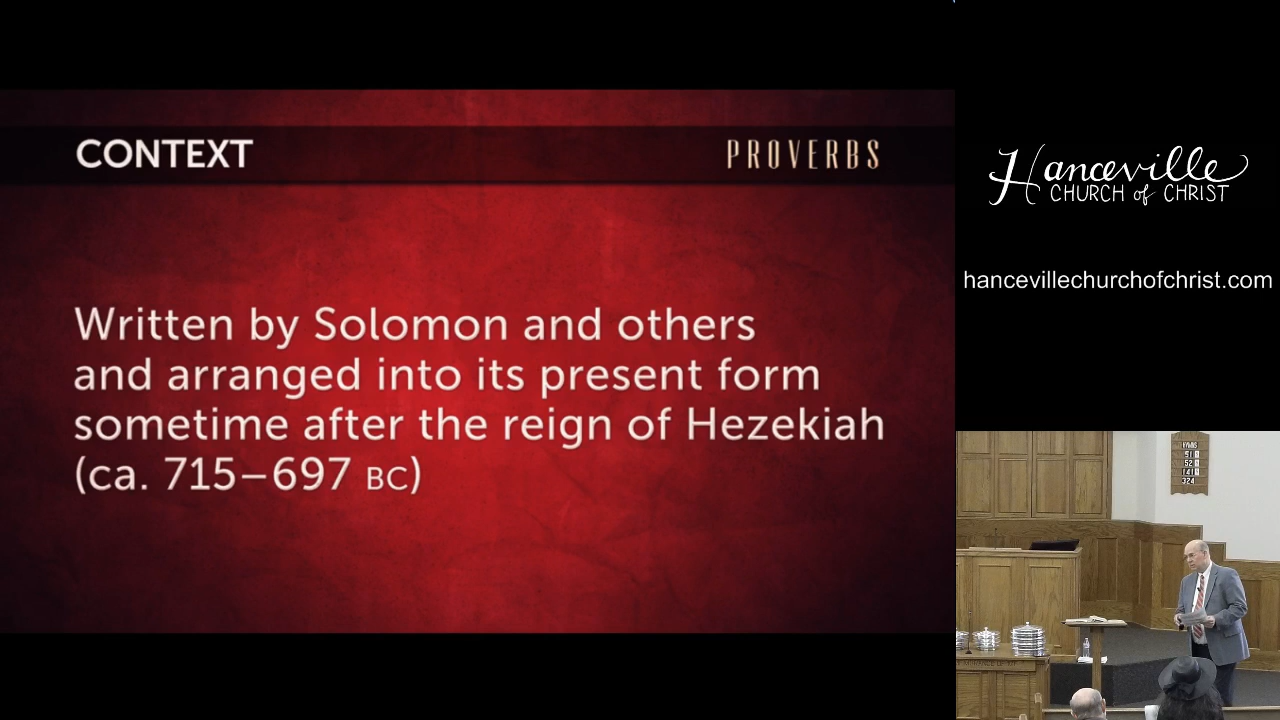 CONTEXT
PROVERBS
Written by Solomon and others
and arranged into its present form
sometime after the reign of Hezekiah
(ca. 715–697 BC)
Hanceville
CHURCH of CHRIST
hancevillechurchofchrist.com
HYMNS
324